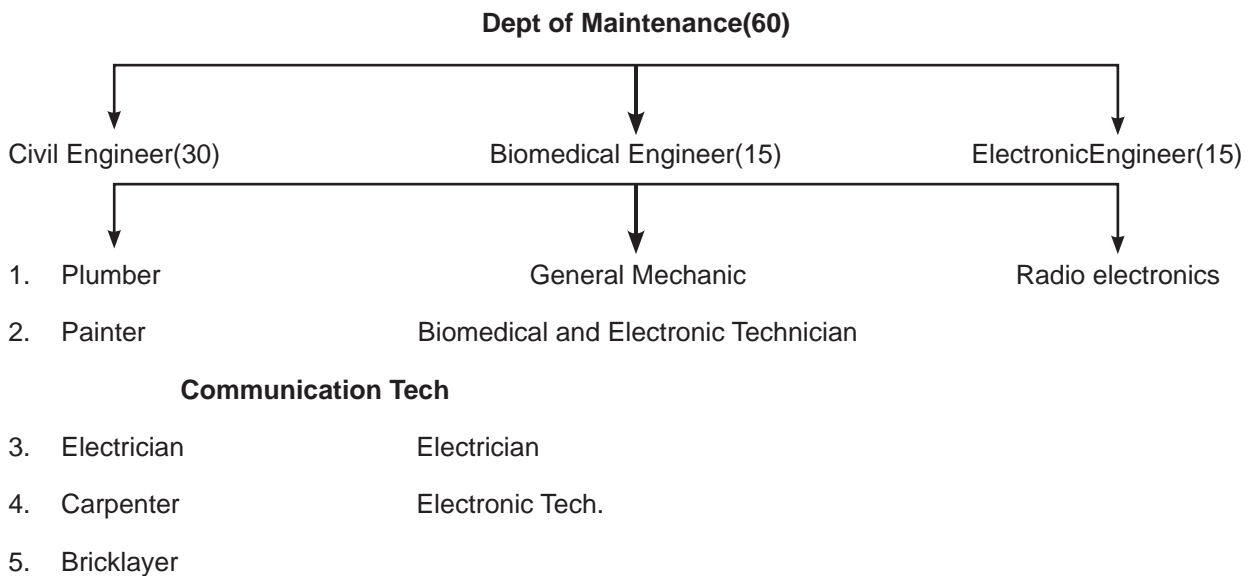 Dept of Maintenance(60)
Civil Engineer(30) Biomedical Engineer(15) ElectronicEngineer(15)
1. Plumber General Mechanic Radio electronics
2. Painter Biomedical and Electronic Technician
Communication Tech
3. Electrician Electrician
4. Carpenter Electronic Tech.
5. Bricklayer